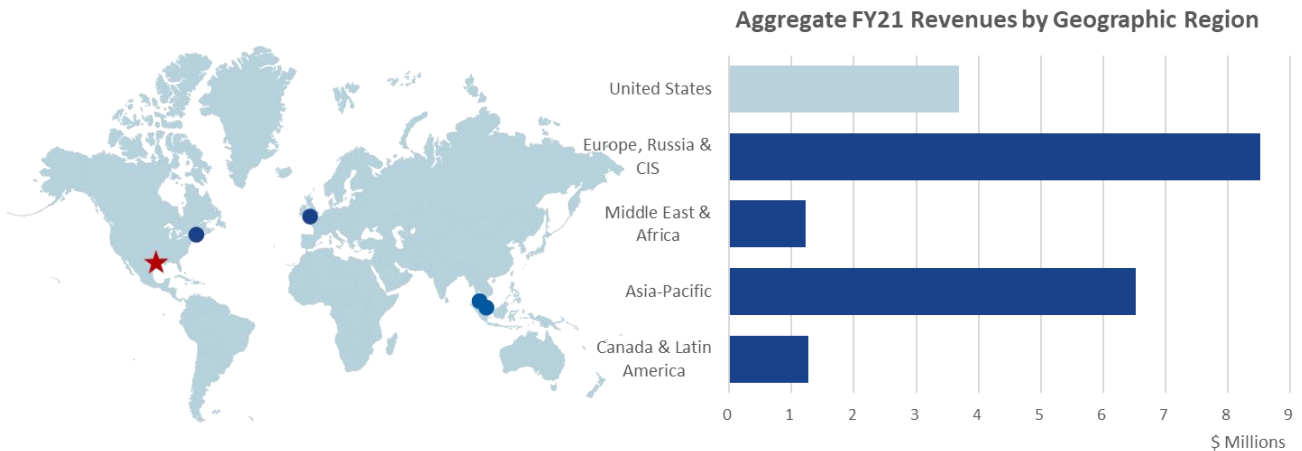 Aggregate FY21 Revenues by Geographic Region
United States
Europe, Russia &
CIS
Middle East &
Africa
Asia-Pacific
Canada & Latin
America
0 1 2 3 4 5 6 7 8 9
$ Millions